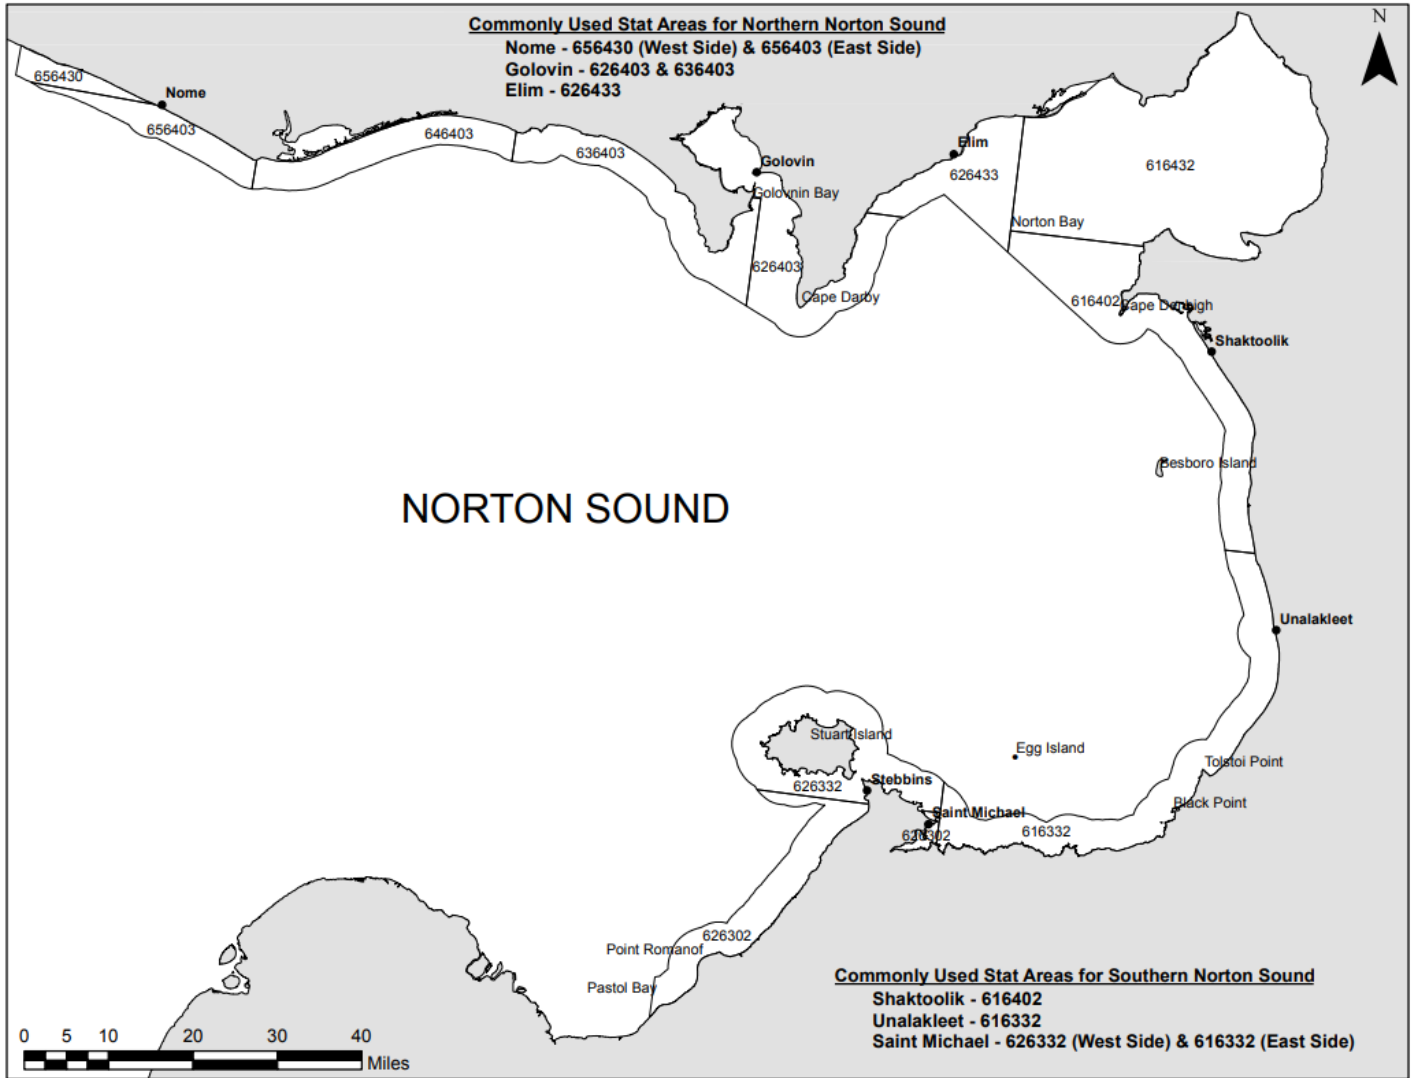 Commonly Used Stat Areas for Northern Norton Sound
Nome - 656430 (West Side) & 656403 (East Side)
Golovin - 626403 & 636403
Elim - 626433
N
656430
Nome
656403
646403
636403
Golovin
Golovnin Bay
626403
Cape Darby
Elim
626433
616432
Norton Bay
616402
Cape Denbigh
Shaktoolik
Besboro Island
NORTON SOUND
Unalakleet
Stuart Island
Egg Island
Tolstoi Point
626332
Stebbins
Black Point
Saint Michael
626302
616332
626302
Point Romanof
Pastol Bay
Commonly Used Stat Areas for Southern Norton Sound
Shaktoolik - 616402
Unalakleet - 616332
Saint Michael - 626332 (West Side) & 616332 (East Side)
0 5 10 20 30 40
Miles